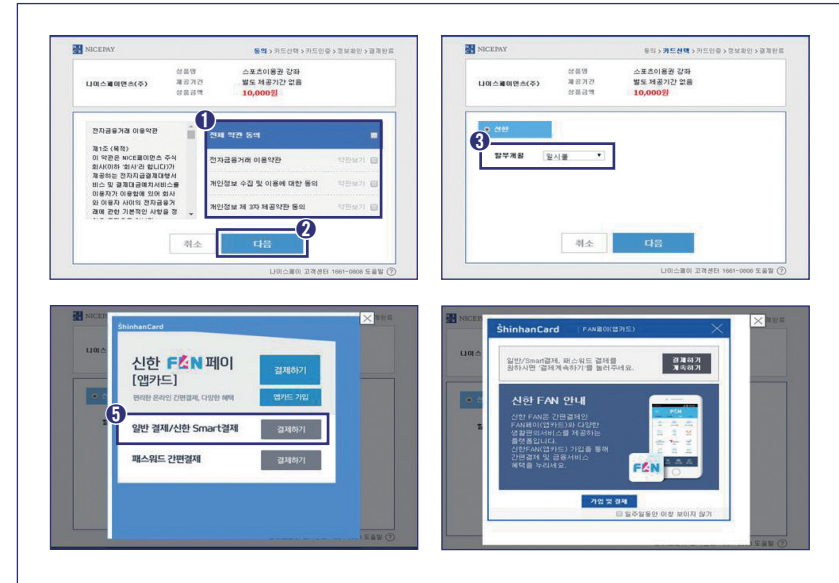 NICEPAY
동의 > 카드선택 > 카드인증 > 정보확인 > 결제완료
나이스페이먼츠(주)
상품명 스포츠이용권 강좌
제공기간 별도 제공기간 없음
상품금액 10,000원
전자금융거래 이용약관
제1조 (목적)
이 약관은 NICE페이먼츠 주식
회사(이하 '회사'라 합니다)가
제공하는 전자지급결제대행서
비스 및 결제대금예치서비스를
이용자가 이용함에 있어 회사
와 이용자 사이의 전자금융거
래에 관한 기본적인 사항을 정
1
전체 약관 동의
전자금융거래 이용약관 약관보기
개인정보 수집 및 이용에 대한 동의 약관보기
개인정보 제 3자 제공약관 동의 약관보기
2
취소 다음
나이스페이 고객센터 1661-0808 도움말 ?
NICEPAY
동의 > 카드선택 > 카드인증 > 정보확인 > 결제완료
나이스페이먼츠(주)
상품명 스포츠이용권 강좌
제공기간 별도 제공기간 없음
상품금액 10,000원
신한
3
할부개월 일시불
취소 다음
나이스페이 고객센터 1661-0808 도움말 ?
NICEP
나이스
ShinhanCard
신한 FAN 페이
[앱카드]
편리한 온라인 간편결제, 다양한 혜택
결제하기
앱카드 가입
5
일반 결제/신한 Smart결제 결제하기
패스워드 간편결제 결제하기
도움말 ?
NICEP
나이스
ShinhanCard | FAN페이(앱카드)
일반/Smart결제, 패스워드 결제를
원하시면 '결제계속하기'를 눌러주세요.
결제하기
계속하기
신한 FAN 안내
신한 FAN은 간편결제인
FAN페이(앱카드)와 다양한
생활편의서비스를 제공하는
플랫폼입니다.
신한FAN(앱카드) 가입을 통해
간편결제 및 금융서비스
혜택을 누리세요.
FAN
FAN
가입 및 결제
일주일동안 이창 보이지 않기
도움말 ?